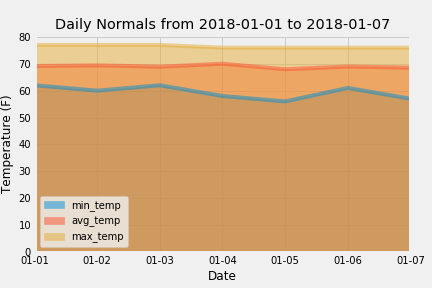 Daily Normals from 2018-01-01 to 2018-01-07
80
70
60
50
40
30
20
10
0
Temperature (F)
min_temp
avg_temp
max_temp
01-01 01-02 01-03 01-04 01-05 01-06 01-07
Date